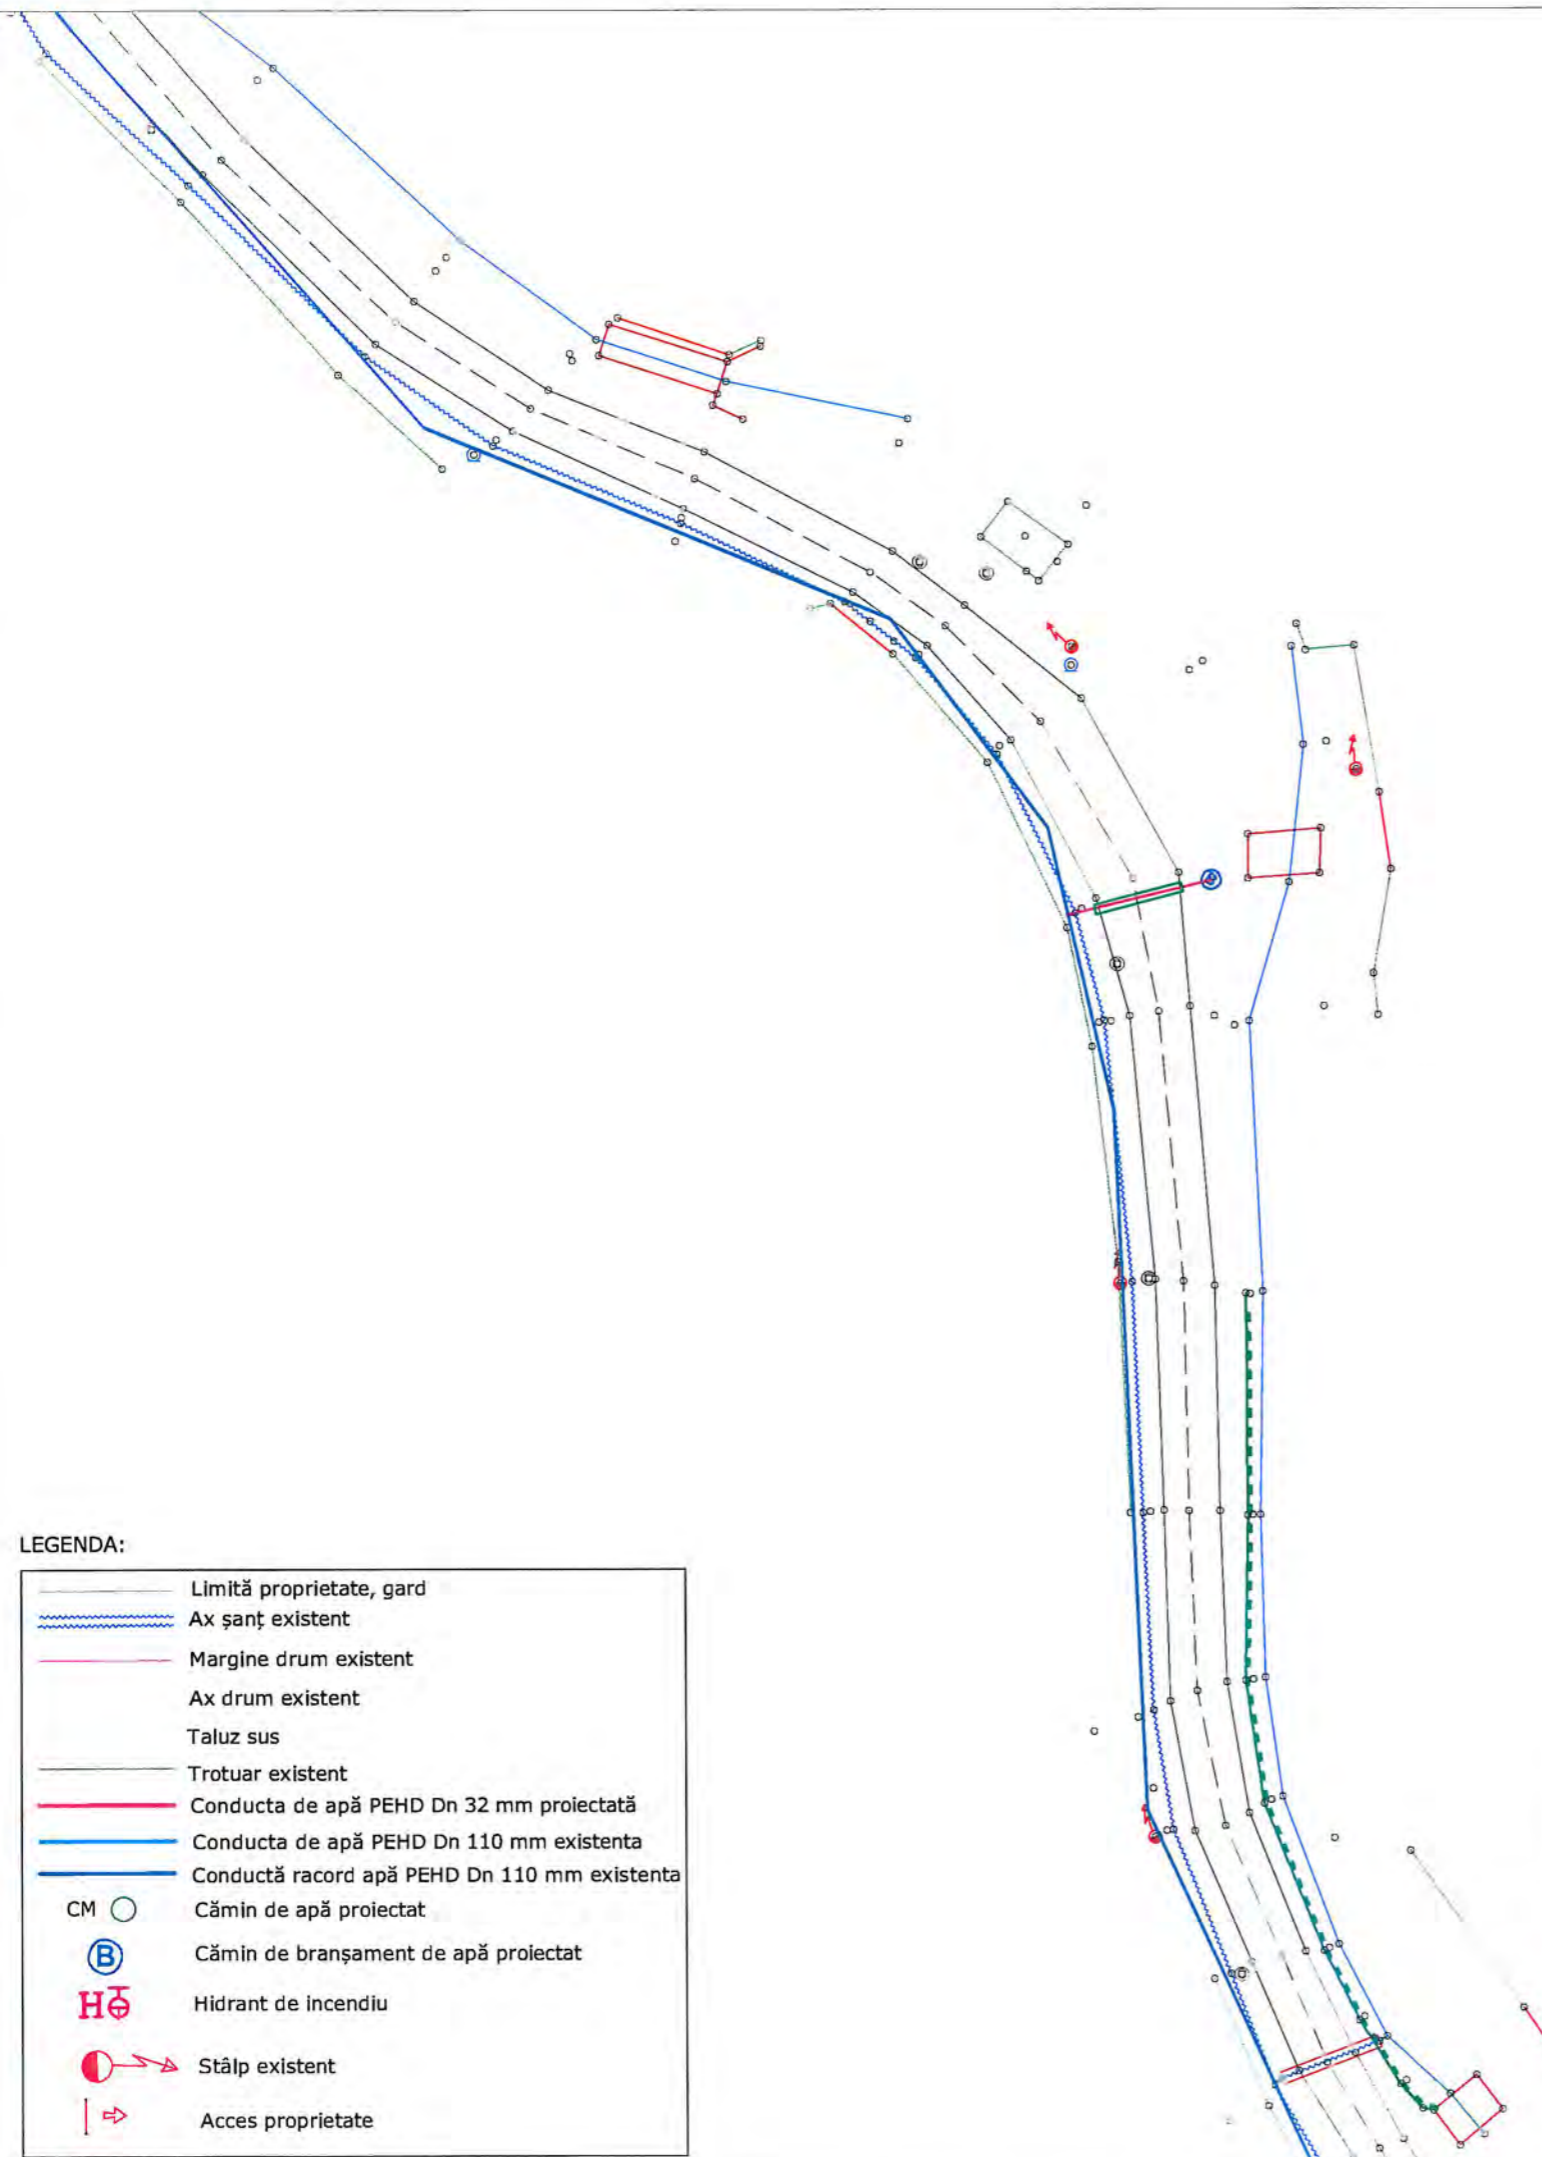 LEGENDA:
Limită proprietate, gard
Ax șanț existent
Margine drum existent
Ax drum existent
Taluz sus
Trotuar existent
Conducta de apă PEHD Dn 32 mm proiectată
Conducta de apă PEHD Dn 110 mm existenta
Conductă racord apă PEHD Dn 110 mm existenta
CM Cămin de apă proiectat
B Cămin de branșament de apă proiectat
H Hidrant de incendiu
Stâlp existent
Acces proprietate